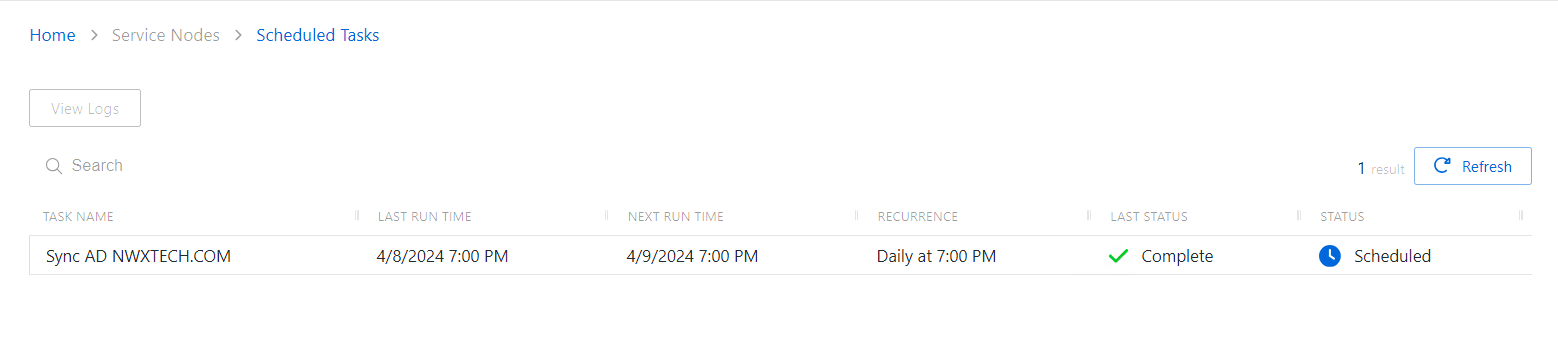 Home > Service Nodes > Scheduled Tasks
View Logs
Search
1 result Refresh
TASK NAME LAST RUN TIME NEXT RUN TIME RECURRENCE LAST STATUS STATUS
Sync AD NWXTECH.COM 4/8/2024 7:00 PM 4/9/2024 7:00 PM Daily at 7:00 PM Complete Scheduled